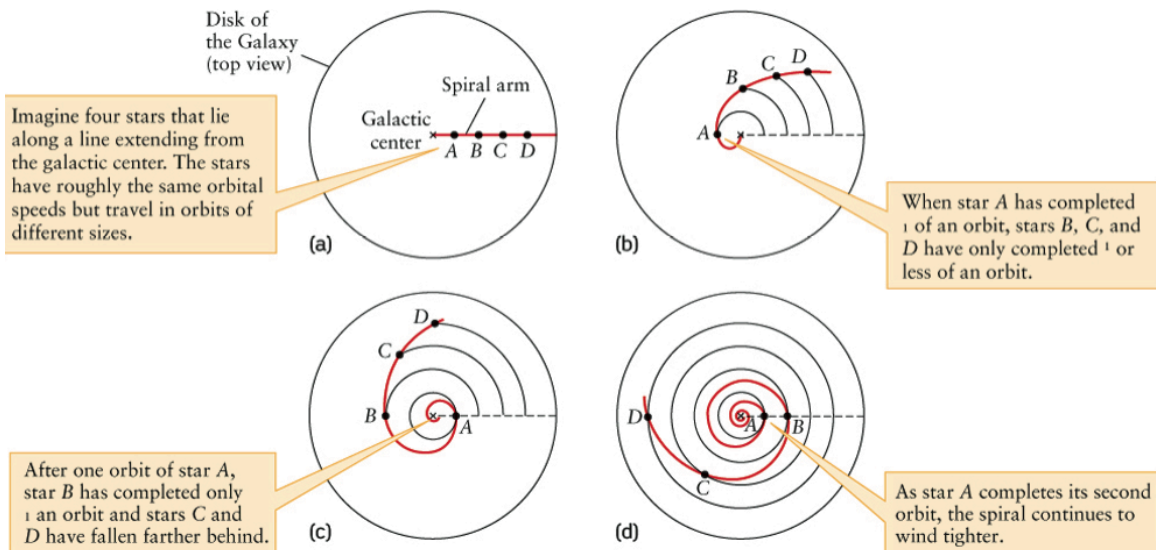 Disk of
the Galaxy
(top view)
Imagine four stars that lie
along a line extending from
the galactic center. The stars
have roughly the same orbital
speeds but travel in orbits of
different sizes.
Spiral arm
Galactic
center
A B C D
(a)
D
C
B
A
(b)
When star A has completed
1 of an orbit, stars B, C, and
D have only completed 1 or
less of an orbit.
D
C
B
A
(c)
After one orbit of star A,
star B has completed only
1 an orbit and stars C and
D have fallen farther behind.
D
A
B
C
(d)
As star A completes its second
orbit, the spiral continues to
wind tighter.